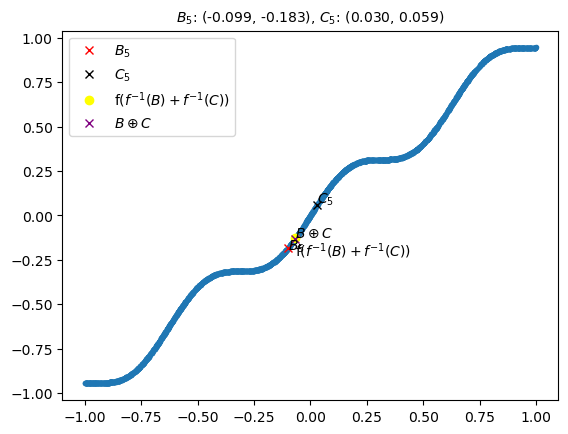 B₅: (-0.099, -0.183), C₅: (0.030, 0.059)
1.00
0.75
0.50
0.25
0.00
−0.25
−0.50
−0.75
−1.00
B₅
C₅
f(f⁻¹(B) + f⁻¹(C))
B⊕C
C₅
B⊕C
B₅
f(f⁻¹(B) + f⁻¹(C))
−1.00 −0.75 −0.50 −0.25 0.00 0.25 0.50 0.75 1.00